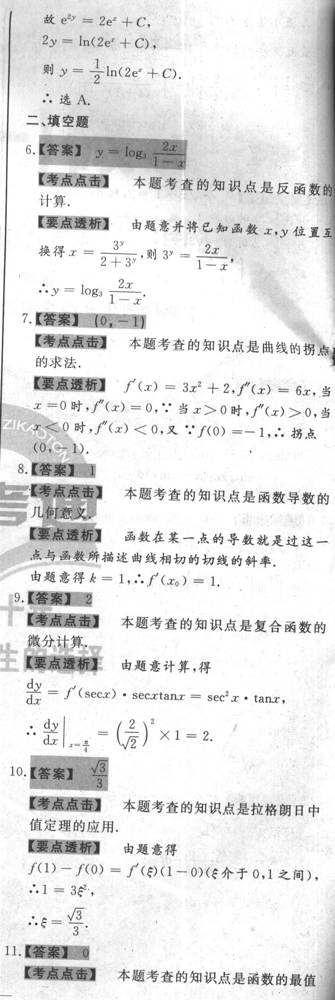 故 e^{2y} = 2e^x + C,
2y = ln(2e^x + C),
则 y = \frac{1}{2}ln(2e^x + C).
∴ 选 A.
二、填空题
6.【答案】 y = log₃ \frac{2x}{1-x}
【考点点击】 本题考查的知识点是反函数的
计算.
【要点透析】 由题意并将已知函数 x,y 位置互
换得 x = \frac{3^y}{2+3^y},则 3^y = \frac{2x}{1-x},
∴y = log₃ \frac{2x}{1-x}.
7.【答案】 (0,-1)
【考点点击】 本题考查的知识点是曲线的拐点
的求法.
【要点透析】 f′(x) = 3x² + 2,f″(x) = 6x,当
x=0 时,f″(x)=0,∵ 当 x>0 时,f″(x)>0,当
x<0 时,f″(x)<0,又 ∵f(0) =-1,∴ 拐点
(0,-1).
ZIKAOTON
8.【答案】 1
【考点点击】 本题考查的知识点是函数导数的
几何意义.
【要点透析】 函数在某一点的导数就是过这一
点与函数所描述曲线相切的切线的斜率.
由题意得 k = 1,∴f′(x₀) = 1.
9.【答案】 2
【考点点击】 本题考查的知识点是复合函数的
微分计算.
【要点透析】 由题意计算,得
\frac{dy}{dx} = f′(secx)·secxtanx = sec²x·tanx,
∴ \frac{dy}{dx}|_{x=\frac{π}{4}} = (\frac{2}{√2})² ×1 = 2.
10.【答案】 \frac{√3}{3}
【考点点击】 本题考查的知识点是拉格朗日中
值定理的应用.
【要点透析】 由题意得
f(1)-f(0) = f′(ξ)(1-0)(ξ介于 0,1 之间),
∴1 = 3ξ²,
∴ξ= \frac{√3}{3}.
11.【答案】 0
【考点点击】 本题考查的知识点是函数的最值